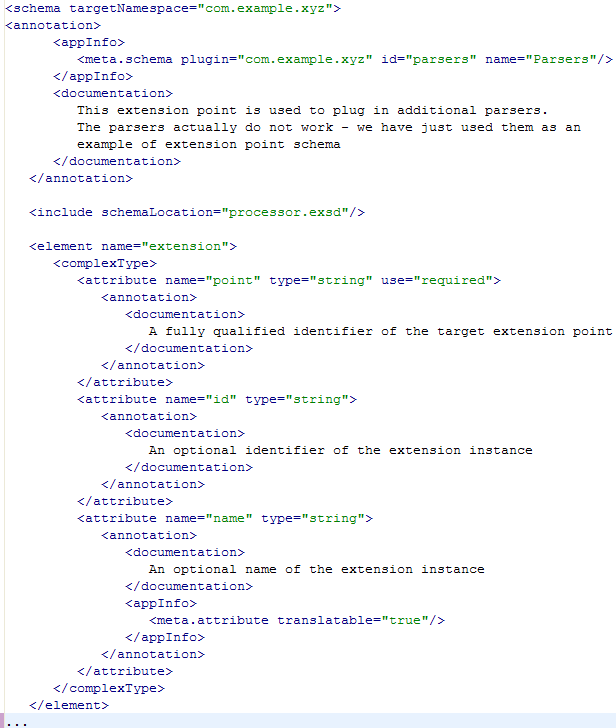 <schema targetNamespace="com.example.xyz">
<annotation>
<appInfo>
<meta.schema plugin="com.example.xyz" id="parsers" name="Parsers"/>
</appInfo>
<documentation>
This extension point is used to plug in additional parsers.
The parsers actually do not work - we have just used them as an
example of extension point schema
</documentation>
</annotation>
<include schemaLocation="processor.exsd"/>
<element name="extension">
<complexType>
<attribute name="point" type="string" use="required">
<annotation>
<documentation>
A fully qualified identifier of the target extension point
</documentation>
</annotation>
</attribute>
<attribute name="id" type="string">
<annotation>
<documentation>
An optional identifier of the extension instance
</documentation>
</annotation>
</attribute>
<attribute name="name" type="string">
<annotation>
<documentation>
An optional name of the extension instance
</documentation>
<appInfo>
<meta.attribute translatable="true"/>
</appInfo>
</annotation>
</attribute>
</complexType>
</element>
...